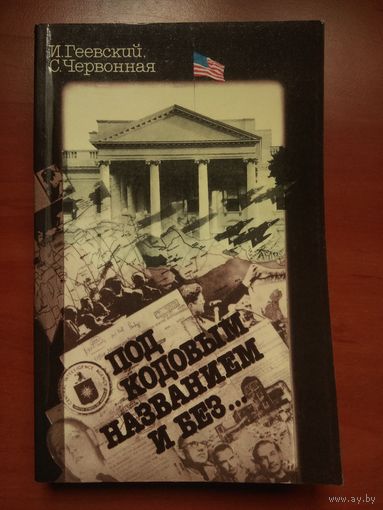 И.Геевский,
С.Червонная
ПОД
КОДОВЫМ
НАЗВАНИЕМ
И БЕЗ...
www.ay.by